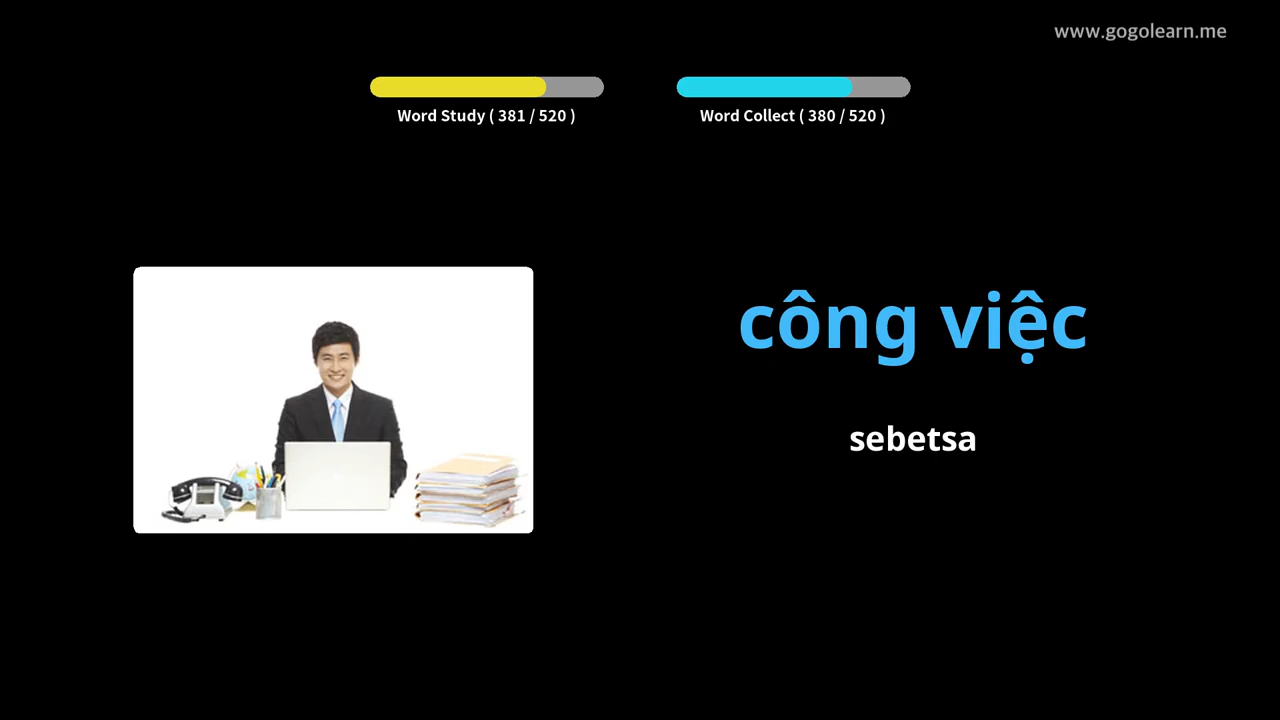 www.gogolearn.me
Word Study ( 381 / 520 )
Word Collect ( 380 / 520 )
công việc
sebetsa